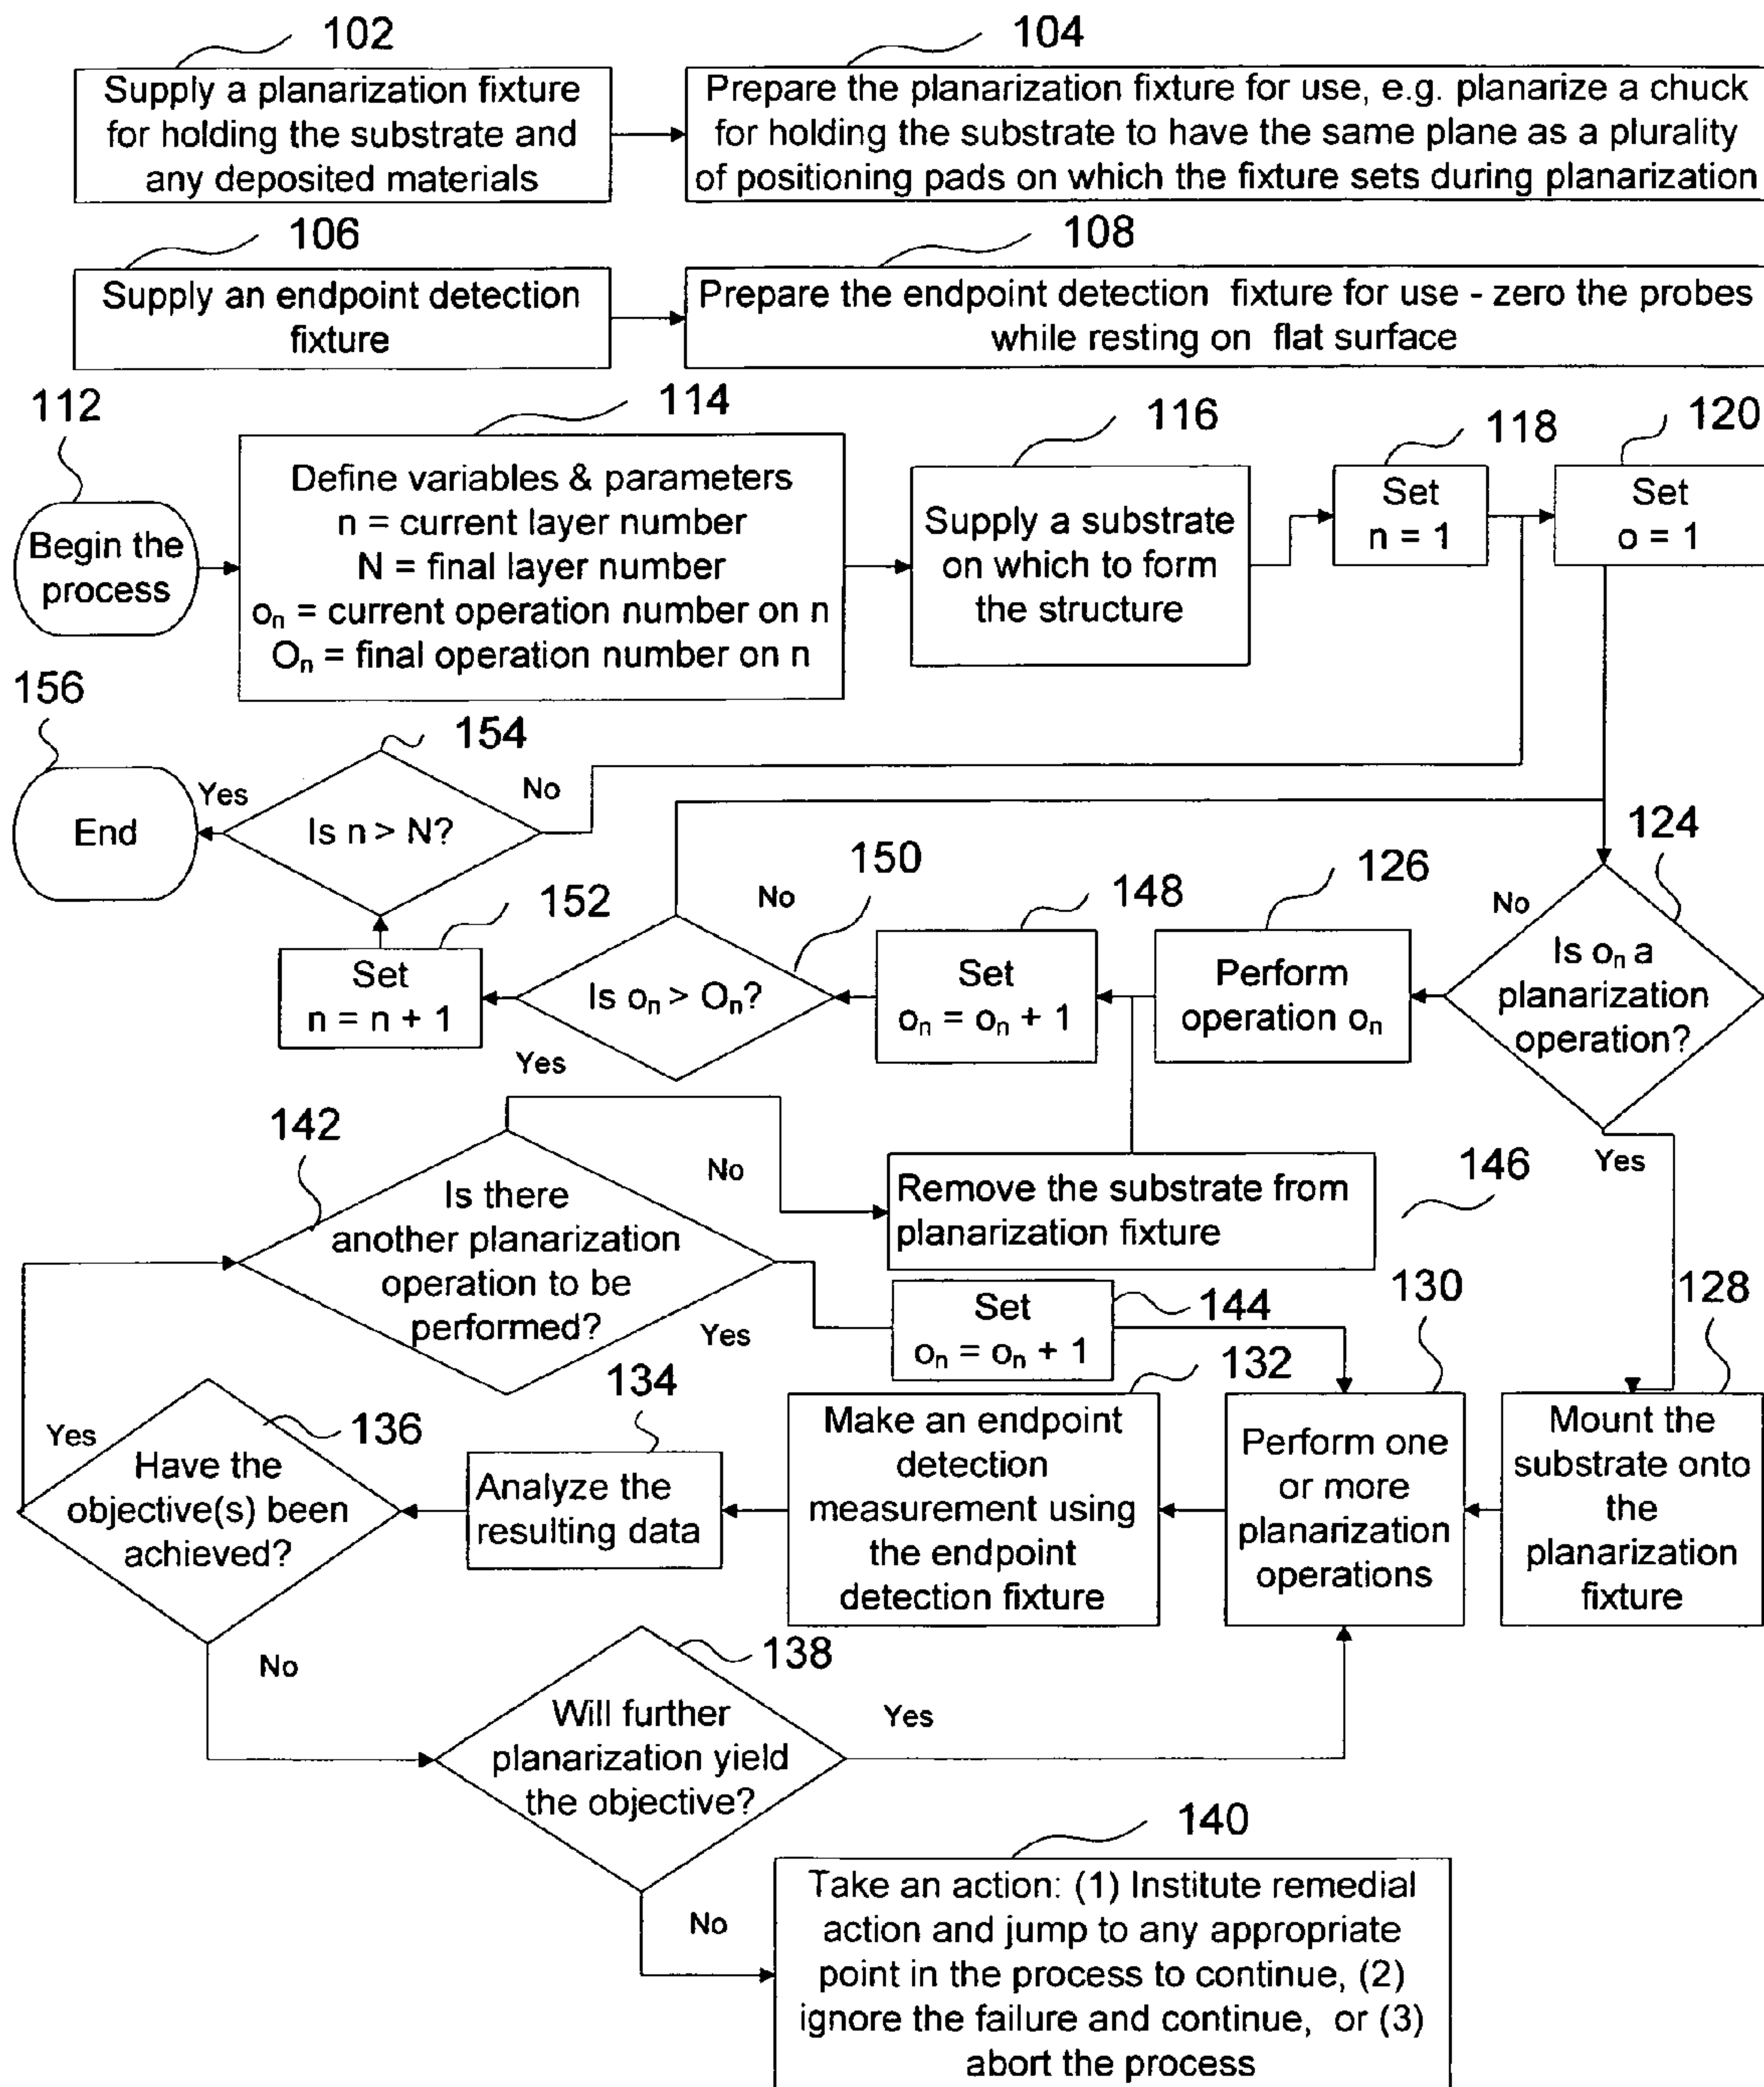 102
Supply a planarization fixture
for holding the substrate and
any deposited materials
104
Prepare the planarization fixture for use, e.g. planarize a chuck
for holding the substrate to have the same plane as a plurality
of positioning pads on which the fixture sets during planarization
106
Supply an endpoint detection
fixture
108
Prepare the endpoint detection fixture for use - zero the probes
while resting on flat surface
112
Begin the
process
114
Define variables & parameters
n = current layer number
N = final layer number
oₙ = current operation number on n
Oₙ = final operation number on n
116
Supply a substrate
on which to form
the structure
118
Set
n = 1
120
Set
o = 1
156
End
Yes
154
Is n > N?
No
152
Set
n = n + 1
150
No
Is oₙ > Oₙ?
Yes
148
Set
oₙ = oₙ + 1
126
Perform
operation oₙ
124
No
Is oₙ a
planarization
operation?
Yes
142
Is there
another planarization
operation to be
performed?
No
Yes
146
Remove the substrate from
planarization fixture
144
Set
oₙ = oₙ + 1
136
Yes
Have the
objective(s) been
achieved?
No
134
Analyze the
resulting data
132
Make an endpoint
detection
measurement using
the endpoint
detection fixture
130
Perform one
or more
planarization
operations
128
Mount the
substrate onto
the
planarization
fixture
138
Will further
planarization yield
the objective?
Yes
No
140
Take an action: (1) Institute remedial
action and jump to any appropriate
point in the process to continue, (2)
ignore the failure and continue, or (3)
abort the process